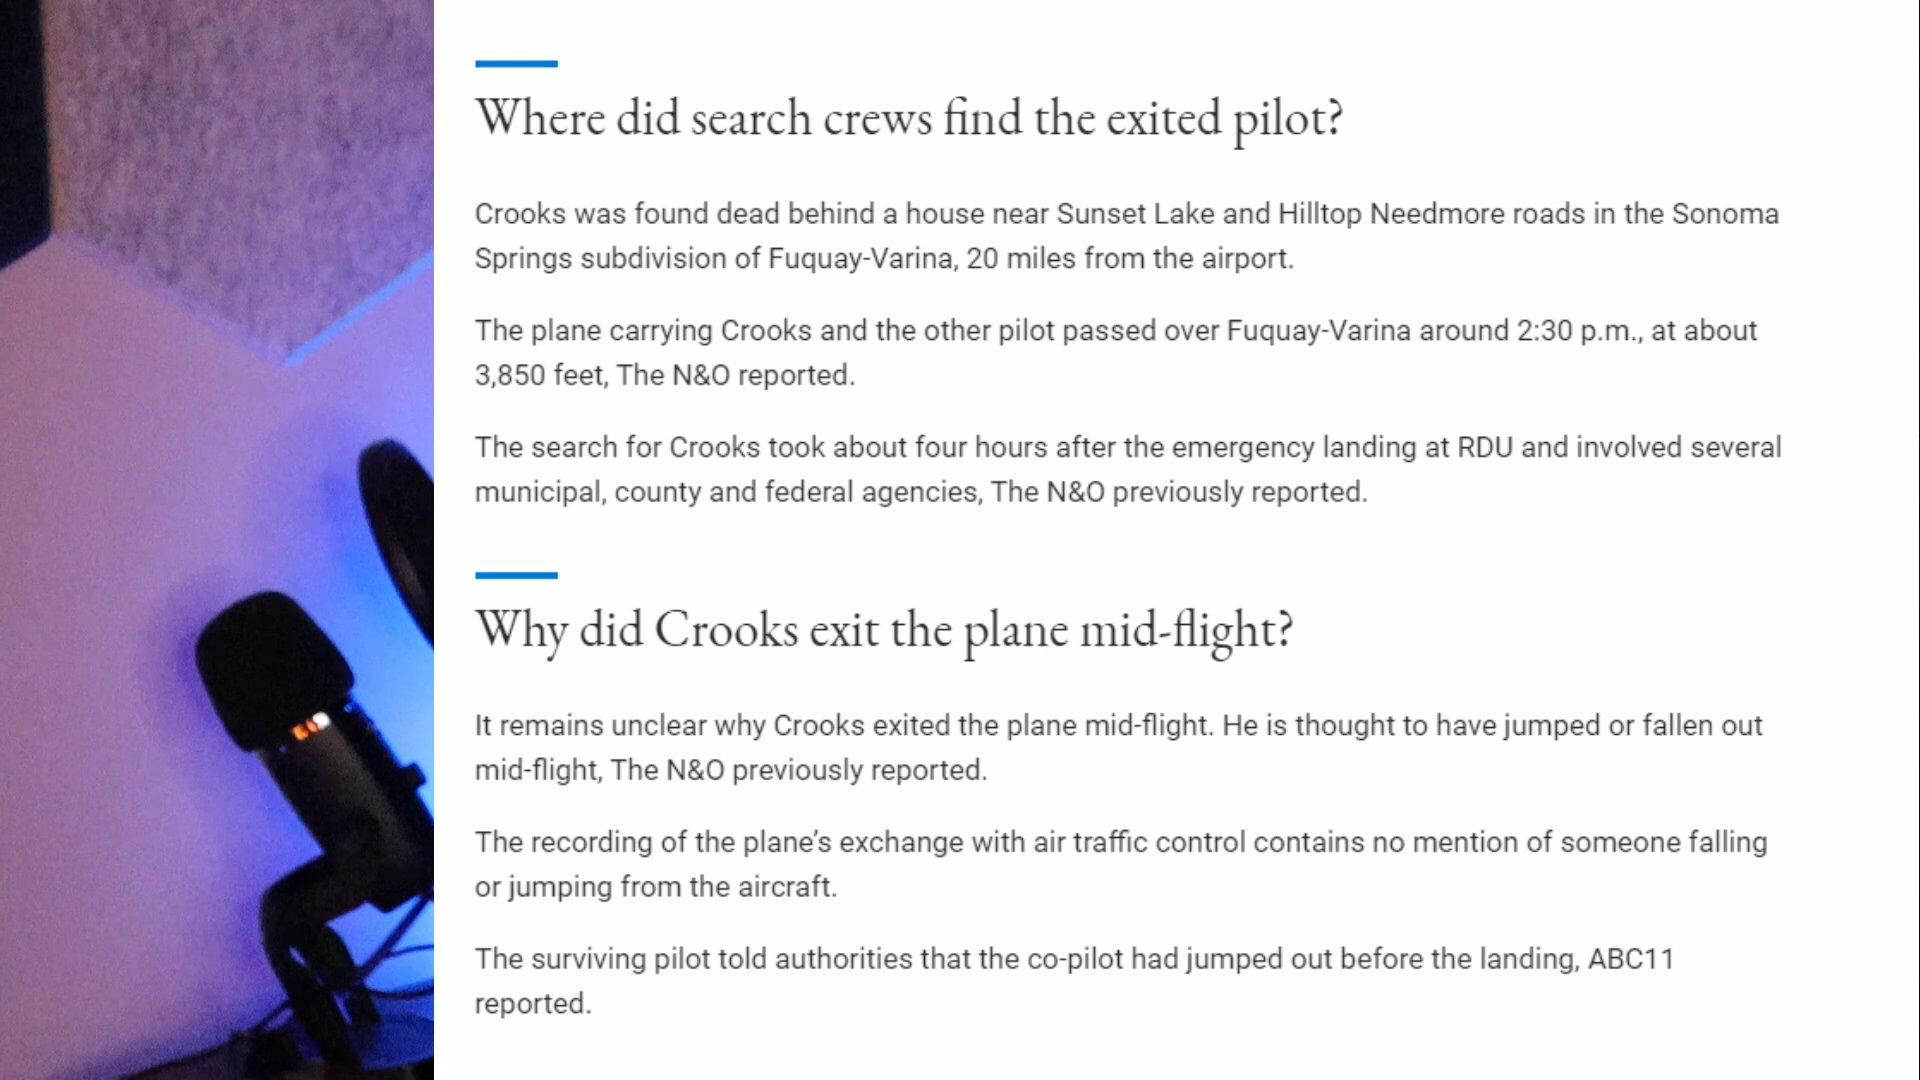 Where did search crews find the exited pilot?
Crooks was found dead behind a house near Sunset Lake and Hilltop Needmore roads in the Sonoma
Springs subdivision of Fuquay-Varina, 20 miles from the airport.
The plane carrying Crooks and the other pilot passed over Fuquay-Varina around 2:30 p.m., at about
3,850 feet, The N&O reported.
The search for Crooks took about four hours after the emergency landing at RDU and involved several
municipal, county and federal agencies, The N&O previously reported.
Why did Crooks exit the plane mid-flight?
It remains unclear why Crooks exited the plane mid-flight. He is thought to have jumped or fallen out
mid-flight, The N&O previously reported.
The recording of the plane’s exchange with air traffic control contains no mention of someone falling
or jumping from the aircraft.
The surviving pilot told authorities that the co-pilot had jumped out before the landing, ABC11
reported.